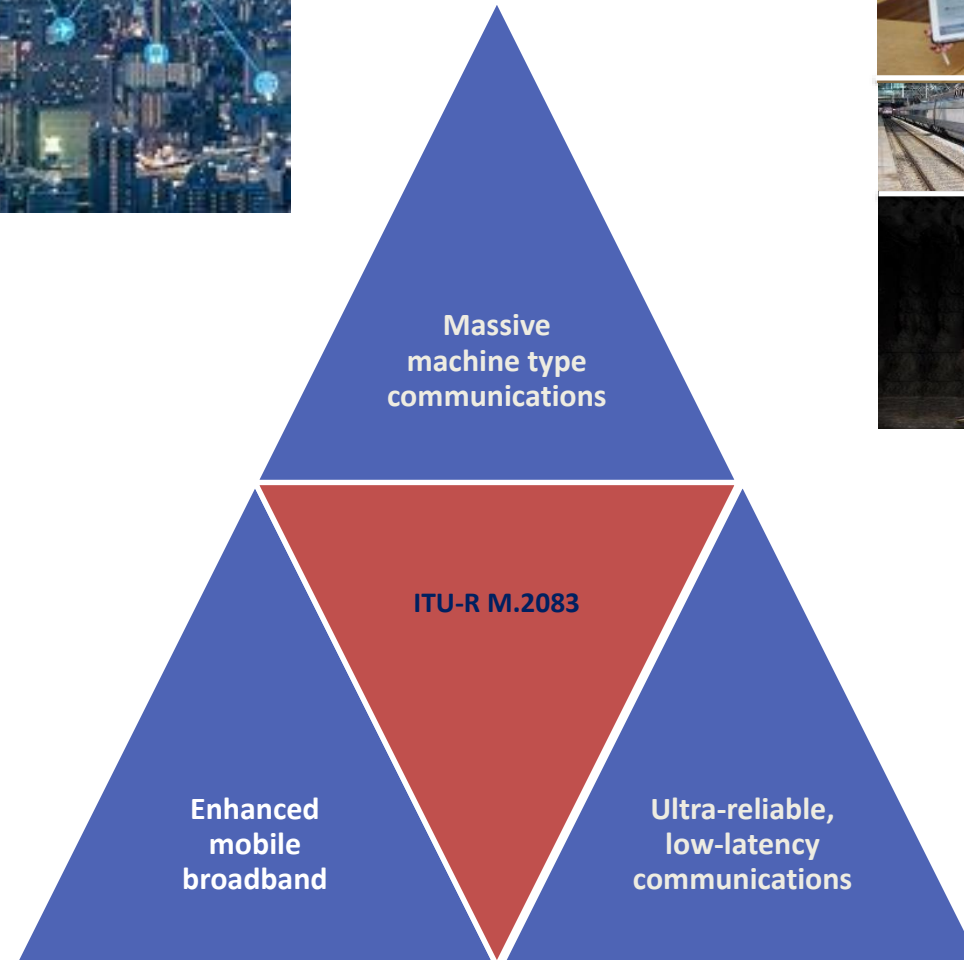 Massive
machine type
communications
ITU-R M.2083
Enhanced
mobile
broadband
Ultra-reliable,
low-latency
communications